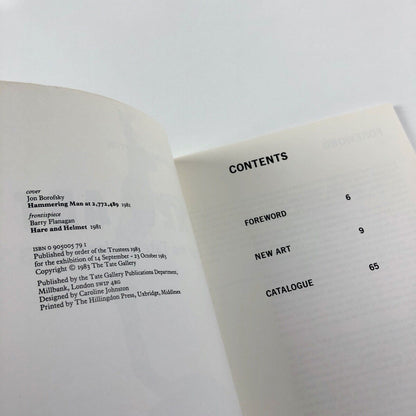 cover
Jon Borofsky
Hammering Man at 2,772,489 1981
frontispiece
Barry Flanagan
Hare and Helmet 1981
ISBN 0 905005 79 1
Published by order of the Trustees 1983
for the exhibition of 14 September – 23 October 1983
Copyright © 1983 The Tate Gallery
Published by the Tate Gallery Publications Department,
Millbank, London SW1P 4RG
Designed by Caroline Johnston
Printed by The Hillingdon Press, Uxbridge, Middlesex
CONTENTS
FOREWORD 6
NEW ART 9
CATALOGUE 65
FOREWORD